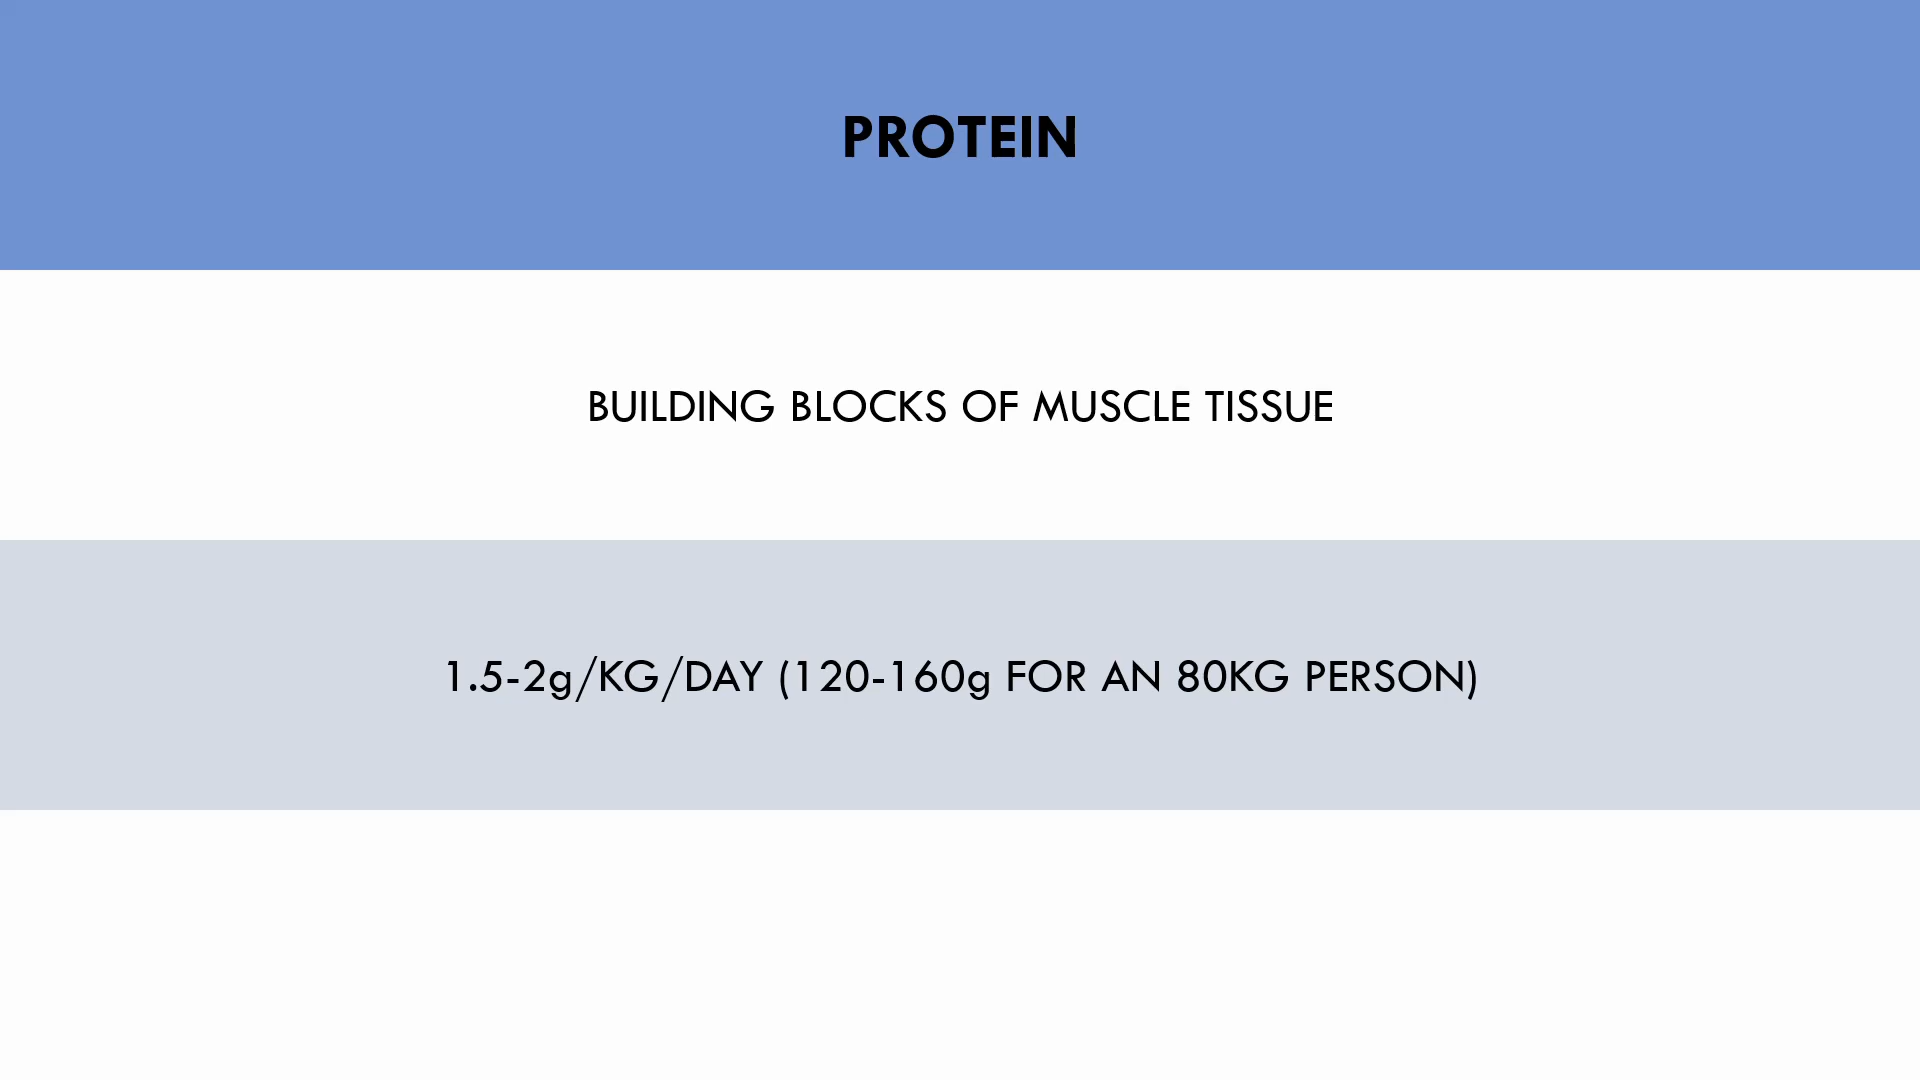 PROTEIN
BUILDING BLOCKS OF MUSCLE TISSUE
1.5-2g/KG/DAY (120-160g FOR AN 80KG PERSON)